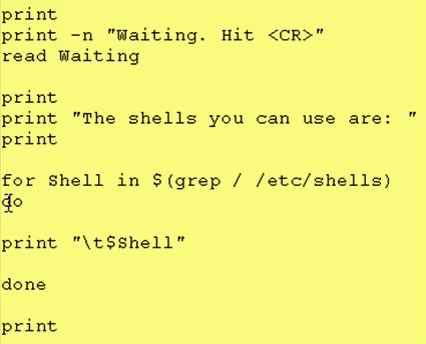 print
print -n "Waiting. Hit <CR>"
read Waiting
print
print "The shells you can use are: "
print
for Shell in $(grep / /etc/shells)
do
print "\t$Shell"
done
print